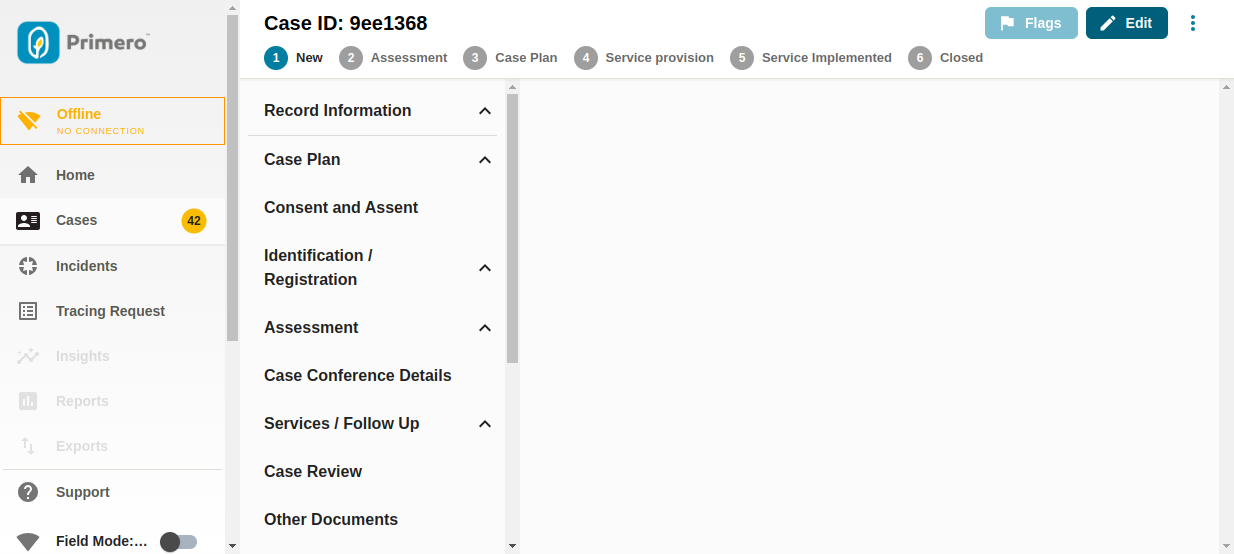 Primero™
Offline
NO CONNECTION
Home
Cases
42
Incidents
Tracing Request
Insights
Reports
Exports
Support
Field Mode:...
Case ID: 9ee1368
Flags
Edit
1 New 2 Assessment 3 Case Plan 4 Service provision 5 Service Implemented 6 Closed
Record Information
Case Plan
Consent and Assent
Identification /
Registration
Assessment
Case Conference Details
Services / Follow Up
Case Review
Other Documents